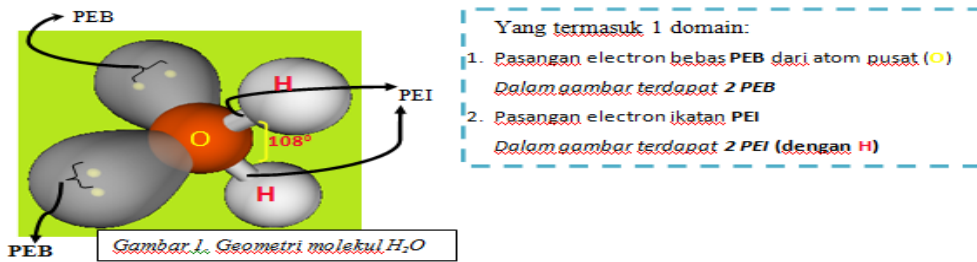 PEB
H
PEI
O
108°
H
PEB
Gambar 1. Geometri molekul H₂O
Yang termasuk 1 domain:
1. Pasangan electron bebas PEB dari atom pusat (O)
Dalam gambar terdapat 2 PEB
2. Pasangan electron ikatan PEI
Dalam gambar terdapat 2 PEI (dengan H)